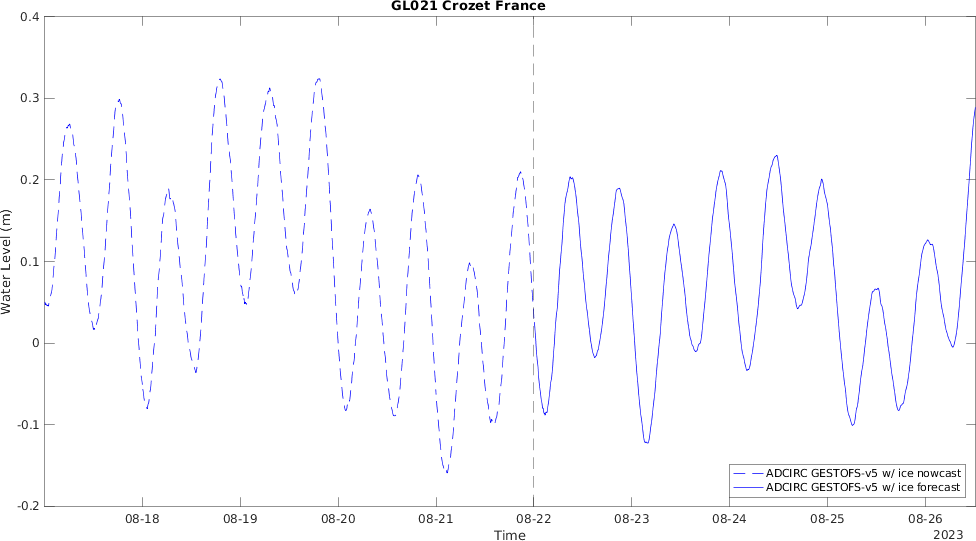 GL021 Crozet France
0.4
0.3
0.2
0.1
0
-0.1
-0.2
Water Level (m)
08-18 08-19 08-20 08-21 08-22 08-23 08-24 08-25 08-26
Time
2023
ADCIRC GESTOFS-v5 w/ ice nowcast
ADCIRC GESTOFS-v5 w/ ice forecast